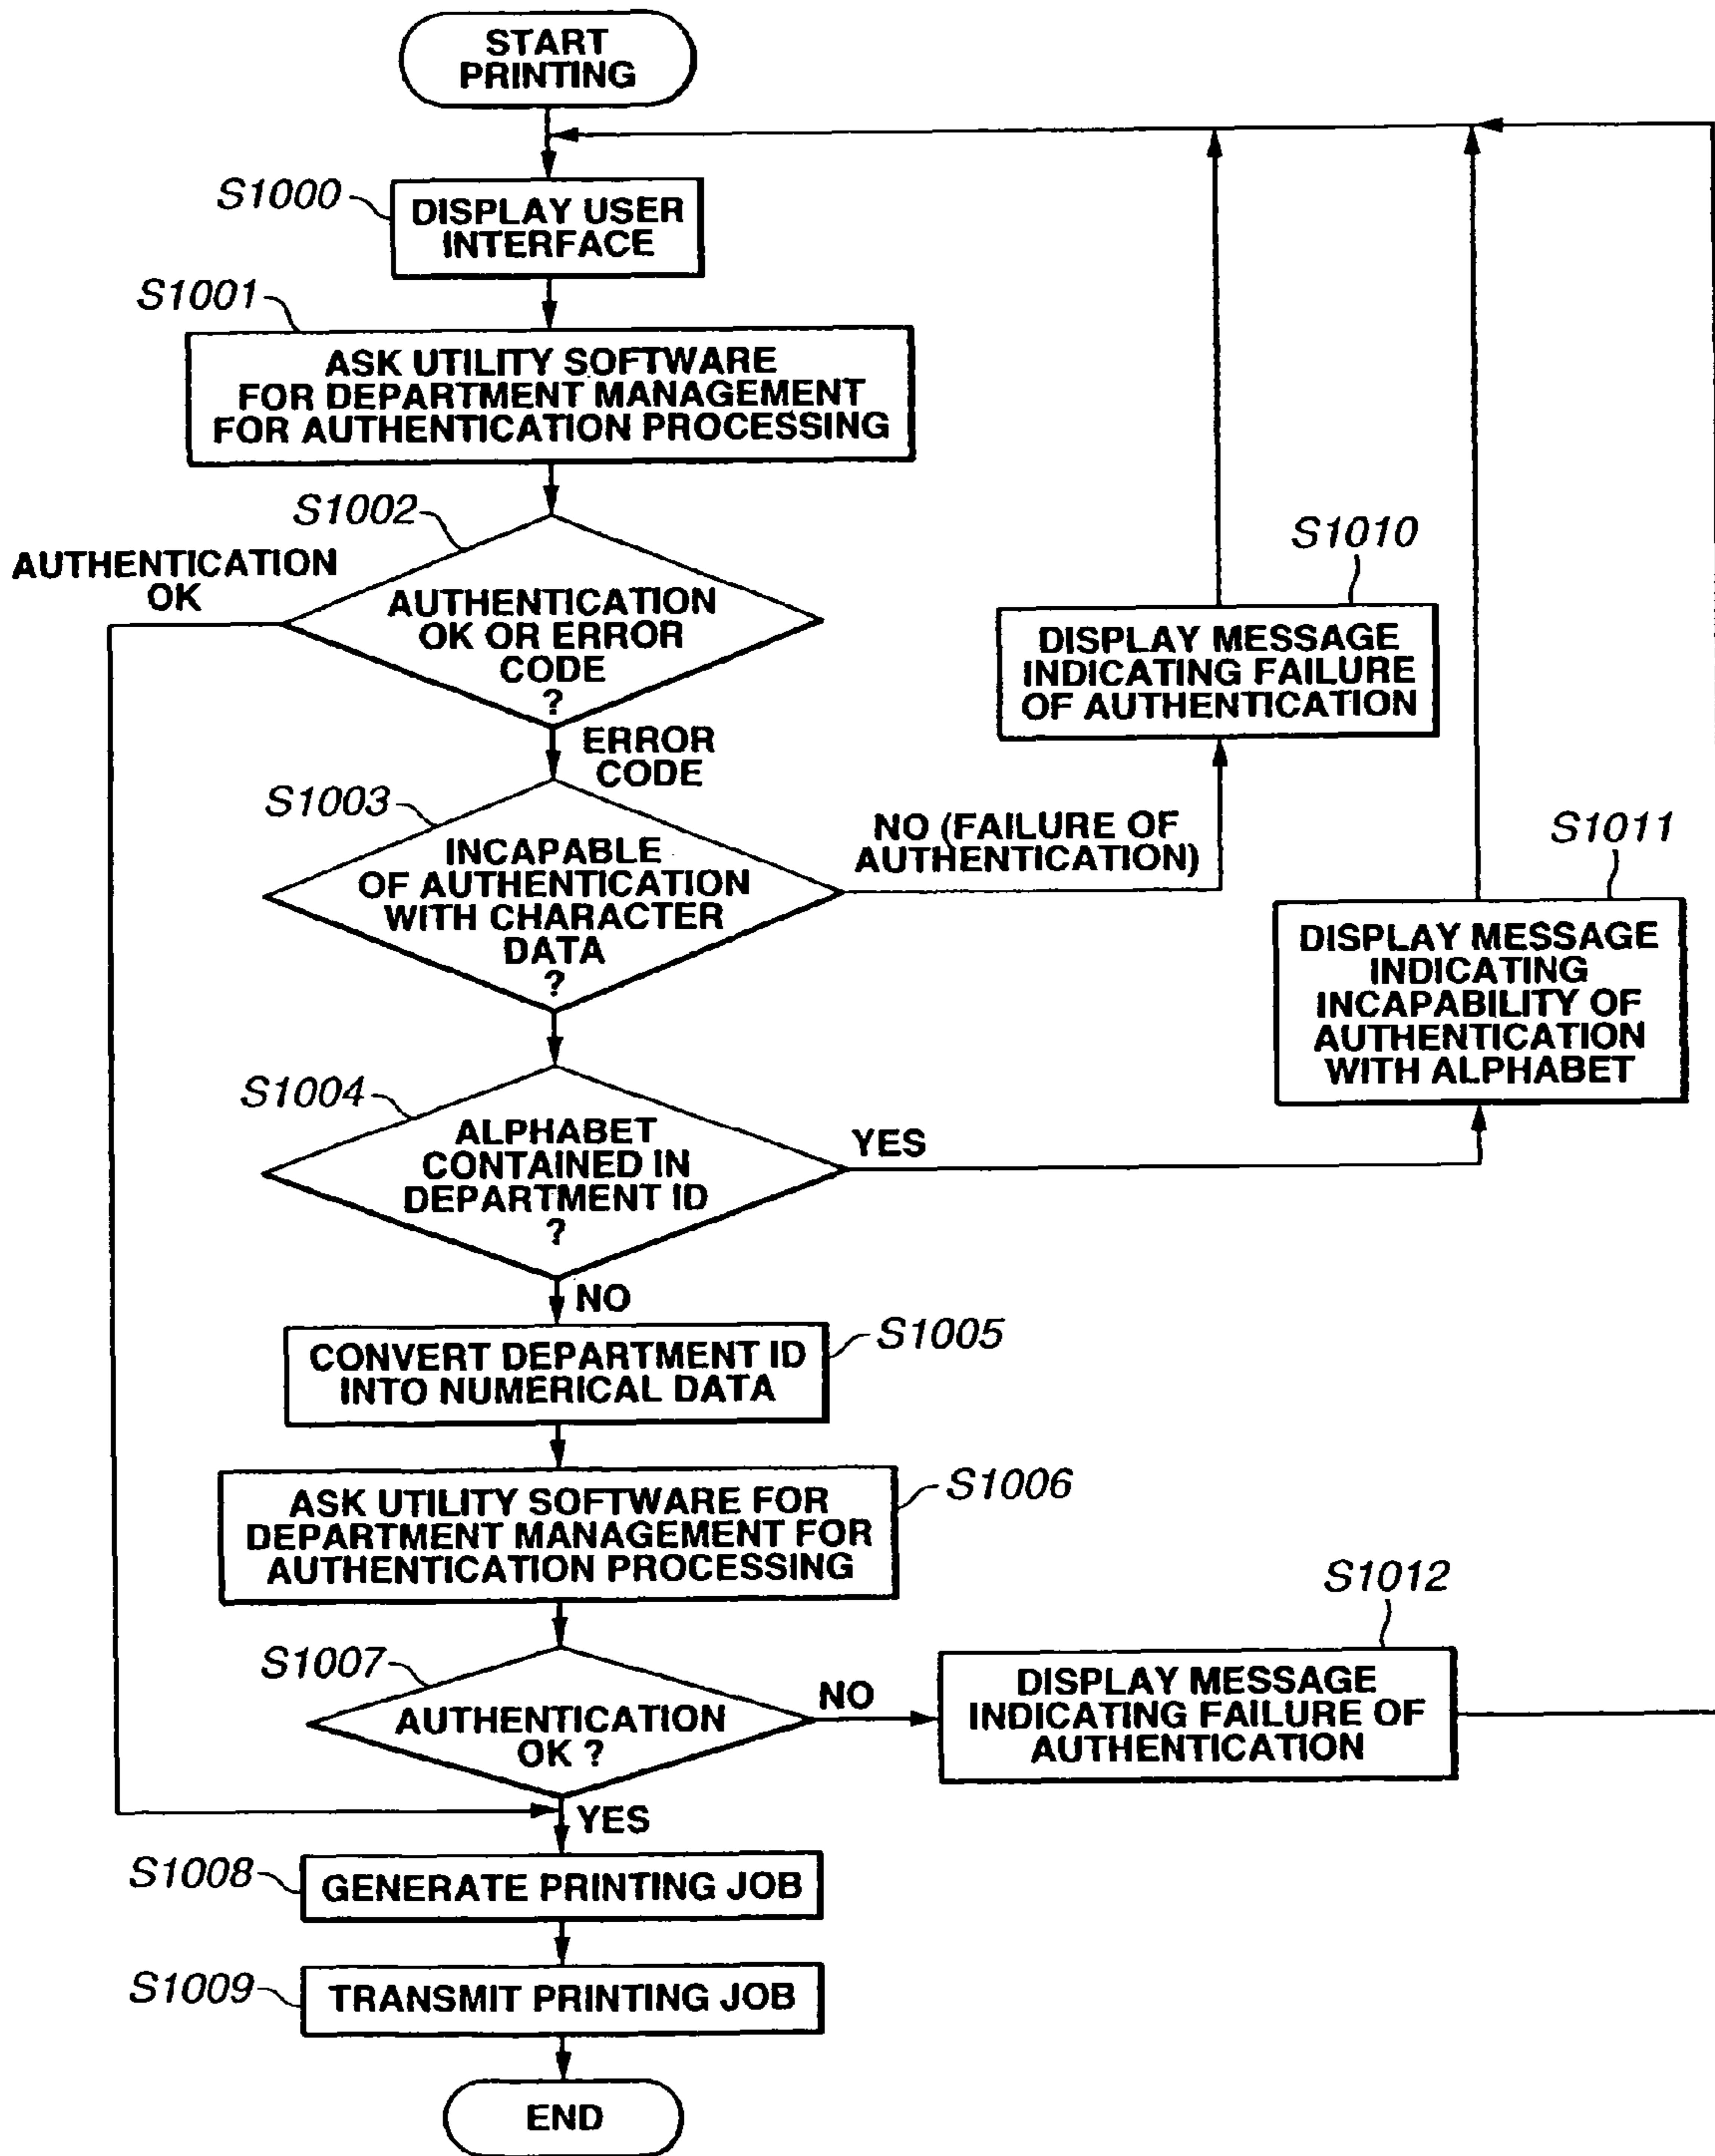 START
PRINTING
S1000
DISPLAY USER
INTERFACE
S1001
ASK UTILITY SOFTWARE
FOR DEPARTMENT MANAGEMENT
FOR AUTHENTICATION PROCESSING
S1002
AUTHENTICATION
OK
AUTHENTICATION
OK OR ERROR
CODE
?
ERROR
CODE
S1003
INCAPABLE
OF AUTHENTICATION
WITH CHARACTER
DATA
?
NO (FAILURE OF
AUTHENTICATION)
S1010
DISPLAY MESSAGE
INDICATING FAILURE
OF AUTHENTICATION
S1004
ALPHABET
CONTAINED IN
DEPARTMENT ID
?
YES
S1011
DISPLAY MESSAGE
INDICATING
INCAPABILITY OF
AUTHENTICATION
WITH ALPHABET
NO
S1005
CONVERT DEPARTMENT ID
INTO NUMERICAL DATA
S1006
ASK UTILITY SOFTWARE FOR
DEPARTMENT MANAGEMENT FOR
AUTHENTICATION PROCESSING
S1007
AUTHENTICATION
OK ?
NO
S1012
DISPLAY MESSAGE
INDICATING FAILURE OF
AUTHENTICATION
YES
S1008
GENERATE PRINTING JOB
S1009
TRANSMIT PRINTING JOB
END